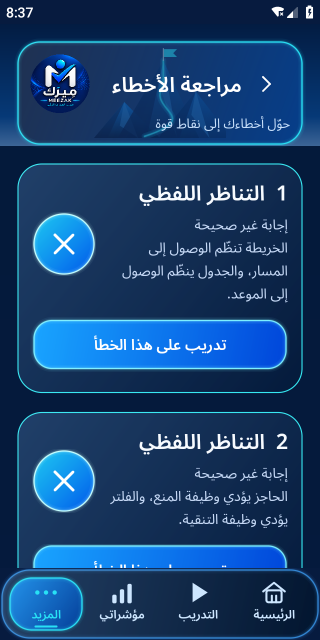 8:37
مراجعة الأخطاء
ميزك
MEEZAK
حوّل أخطاءك إلى نقاط قوة
1 التناظر اللفظي
إجابة غير صحيحة
الخريطة تنظّم الوصول إلى
المسار، والجدول ينظّم الوصول
إلى الموعد.
تدريب على هذا الخطأ
2 التناظر اللفظي
إجابة غير صحيحة
الحاجز يؤدي وظيفة المنع، والفلتر
يؤدي وظيفة التنقية.
الرئيسية
التدريب
مؤشراتي
المزيد